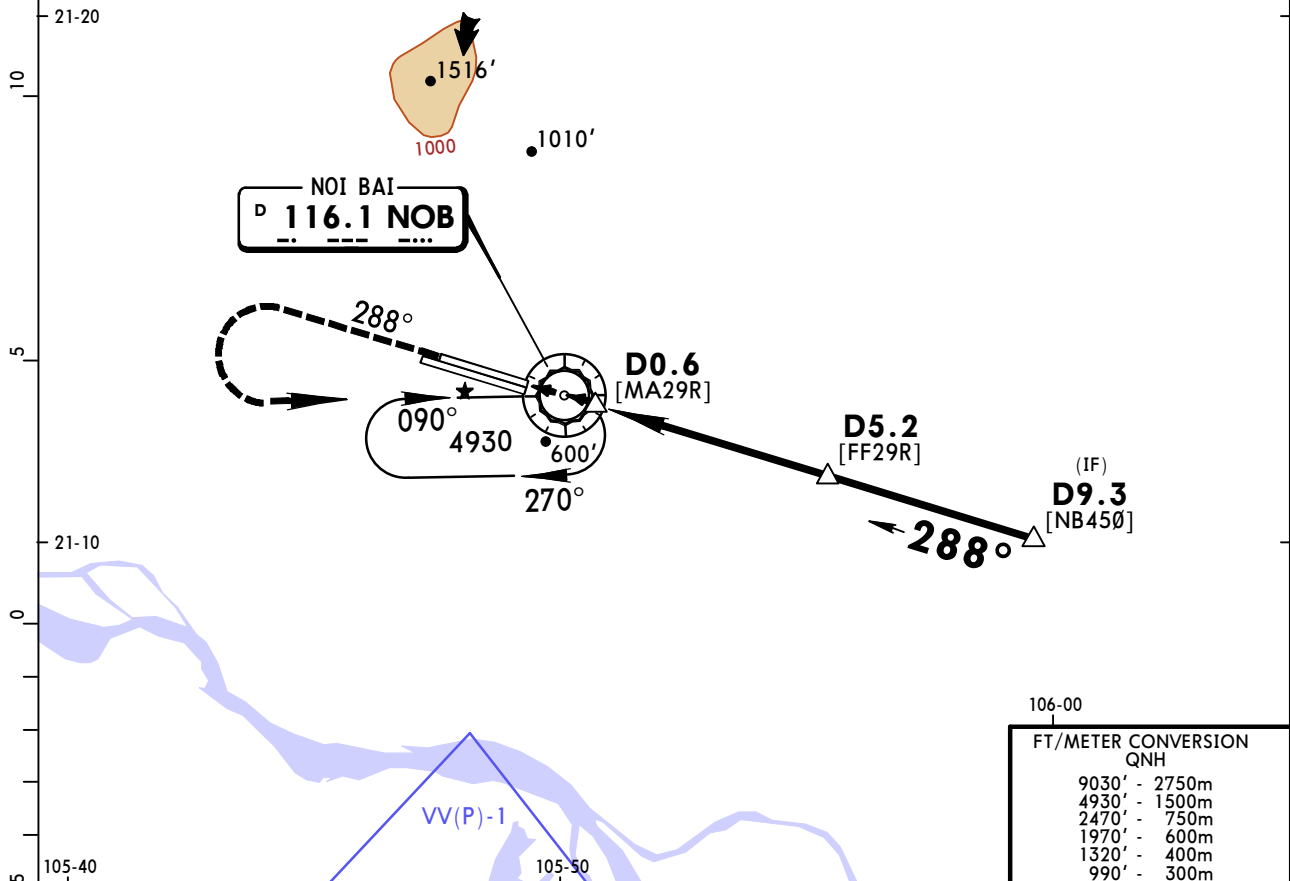 21-20
10
1516'
1000
1010'
NOI BAI
D 116.1 NOB
288°
5
D0.6
[MA29R]
090°
4930
600'
270°
D5.2
[FF29R]
(IF)
D9.3
[NB45Ø]
288°
21-10
0
106-00
FT/METER CONVERSION
QNH
9030' - 2750m
4930' - 1500m
2470' - 750m
1970' - 600m
1320' - 400m
990' - 300m
VV(P)-1
105-40
105-50
5